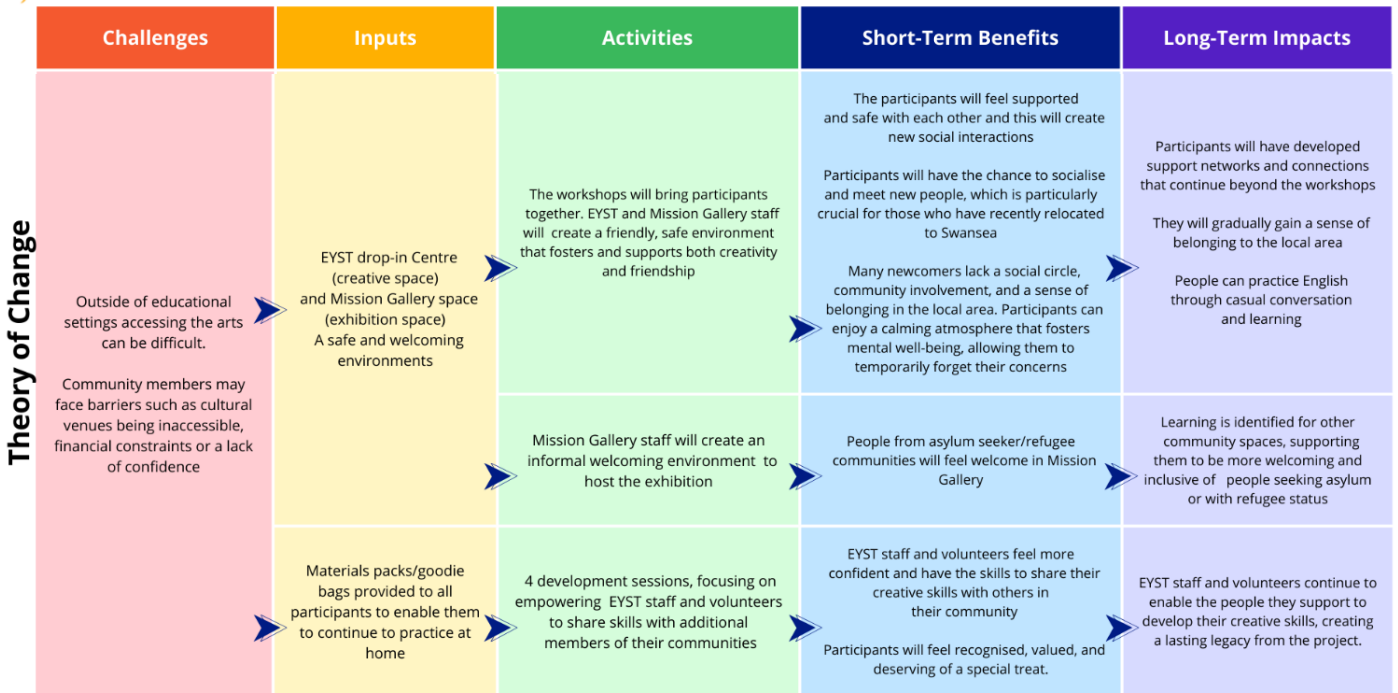 Theory of Change
Challenges
Inputs
Activities
Short-Term Benefits
Long-Term Impacts
Outside of educational
settings accessing the arts
can be difficult.
Community members may
face barriers such as cultural
venues being inaccessible,
financial constraints or a lack
of confidence
EYST drop-in Centre
(creative space)
and Mission Gallery space
(exhibition space)
A safe and welcoming
environments
The workshops will bring participants
together. EYST and Mission Gallery staff
will create a friendly, safe environment
that fosters and supports both creativity
and friendship
The participants will feel supported
and safe with each other and this will create
new social interactions
Participants will have the chance to socialise
and meet new people, which is particularly
crucial for those who have recently relocated
to Swansea
Many newcomers lack a social circle,
community involvement, and a sense of
belonging in the local area. Participants can
enjoy a calming atmosphere that fosters
mental well-being, allowing them to
temporarily forget their concerns
Participants will have developed
support networks and connections
that continue beyond the workshops
They will gradually gain a sense of
belonging to the local area
People can practice English
through casual conversation
and learning
Mission Gallery staff will create an
informal welcoming environment to
host the exhibition
People from asylum seeker/refugee
communities will feel welcome in Mission
Gallery
Learning is identified for other
community spaces, supporting
them to be more welcoming and
inclusive of people seeking asylum
or with refugee status
Materials packs/goodie
bags provided to all
participants to enable them
to continue to practice at
home
4 development sessions, focusing on
empowering EYST staff and volunteers
to share skills with additional
members of their communities
EYST staff and volunteers feel more
confident and have the skills to share their
creative skills with others in
their community
Participants will feel recognised, valued, and
deserving of a special treat.
EYST staff and volunteers continue to
enable the people they support to
develop their creative skills, creating
a lasting legacy from the project.